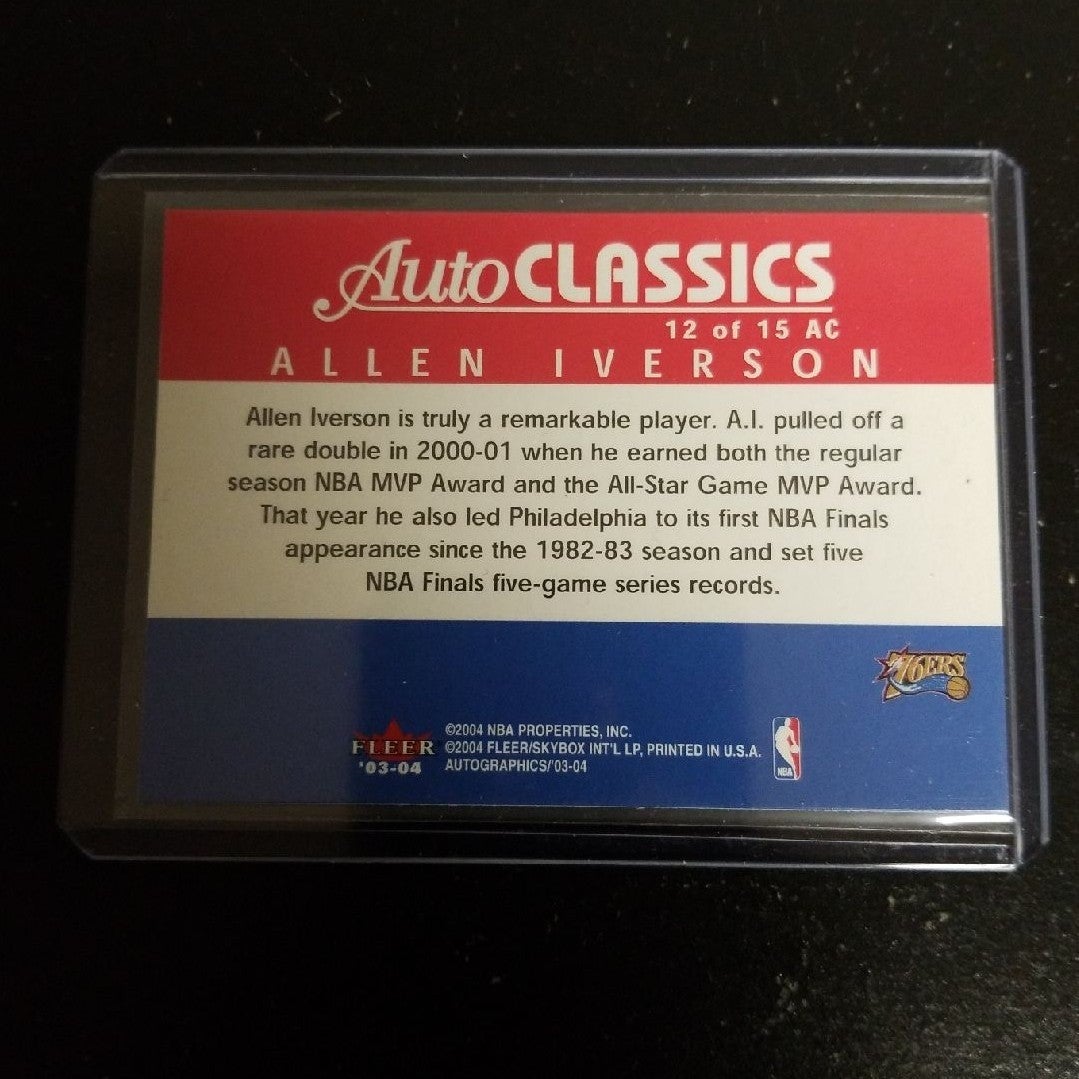 AutoCLASSICS
12 of 15 AC
ALLEN IVERSON
Allen Iverson is truly a remarkable player. A.I. pulled off a
rare double in 2000-01 when he earned both the regular
season NBA MVP Award and the All-Star Game MVP Award.
That year he also led Philadelphia to its first NBA Finals
appearance since the 1982-83 season and set five
NBA Finals five-game series records.
76ERS
FLEER
'03-04
©2004 NBA PROPERTIES, INC.
©2004 FLEER/SKYBOX INT'L LP, PRINTED IN U.S.A.
AUTOGRAPHICS/'03-04
NBA